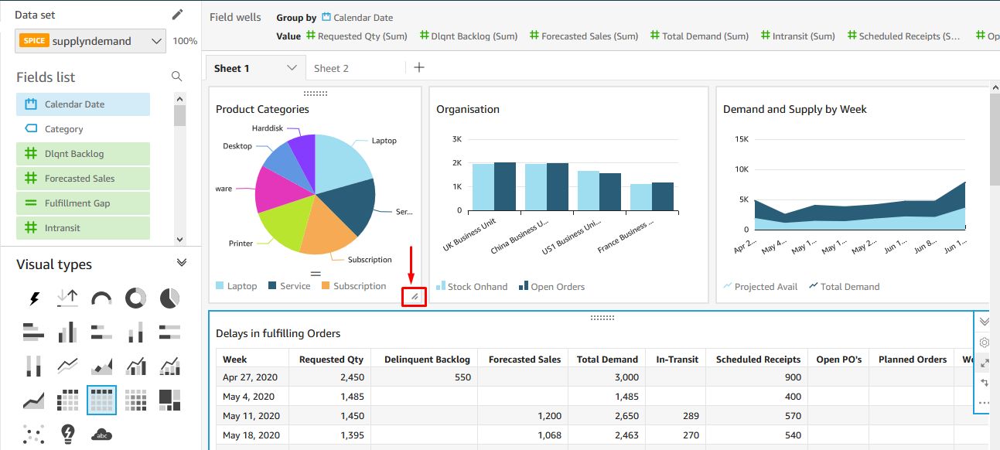 Data set
SPICE supplyndemand 100%
Fields list
Calendar Date
Category
Dlqnt Backlog
Forecasted Sales
Fulfillment Gap
Intransit
Visual types
abc
Field wells Group by Calendar Date
Value Requested Qty (Sum) Dlqnt Backlog (Sum) Forecasted Sales (Sum) Total Demand (Sum) Intransit (Sum) Scheduled Receipts (S... Op
Sheet 1 Sheet 2
Product Categories
Harddisk
Laptop
Desktop
ware
Ser...
Printer
Subscription
Laptop Service Subscription
Organisation
3K
2K
1K
0
UK Business Unit China Business U... US1 Business Uni... France Business ...
Stock Onhand Open Orders
Demand and Supply by Week
15K
10K
5K
0
Apr 2... May 4... May 1... May 1... May 2... Jun 1... Jun 8... Jun 1...
Projected Avail Total Demand
Delays in fulfilling Orders
Week Requested Qty Delinquent Backlog Forecasted Sales Total Demand In-Transit Scheduled Receipts Open PO's Planned Orders We
Apr 27, 2020 2,450 550 3,000 900
May 4, 2020 1,485 1,485 400
May 11, 2020 1,450 1,200 2,650 289 570
May 18, 2020 1,395 1,068 2,463 270 540